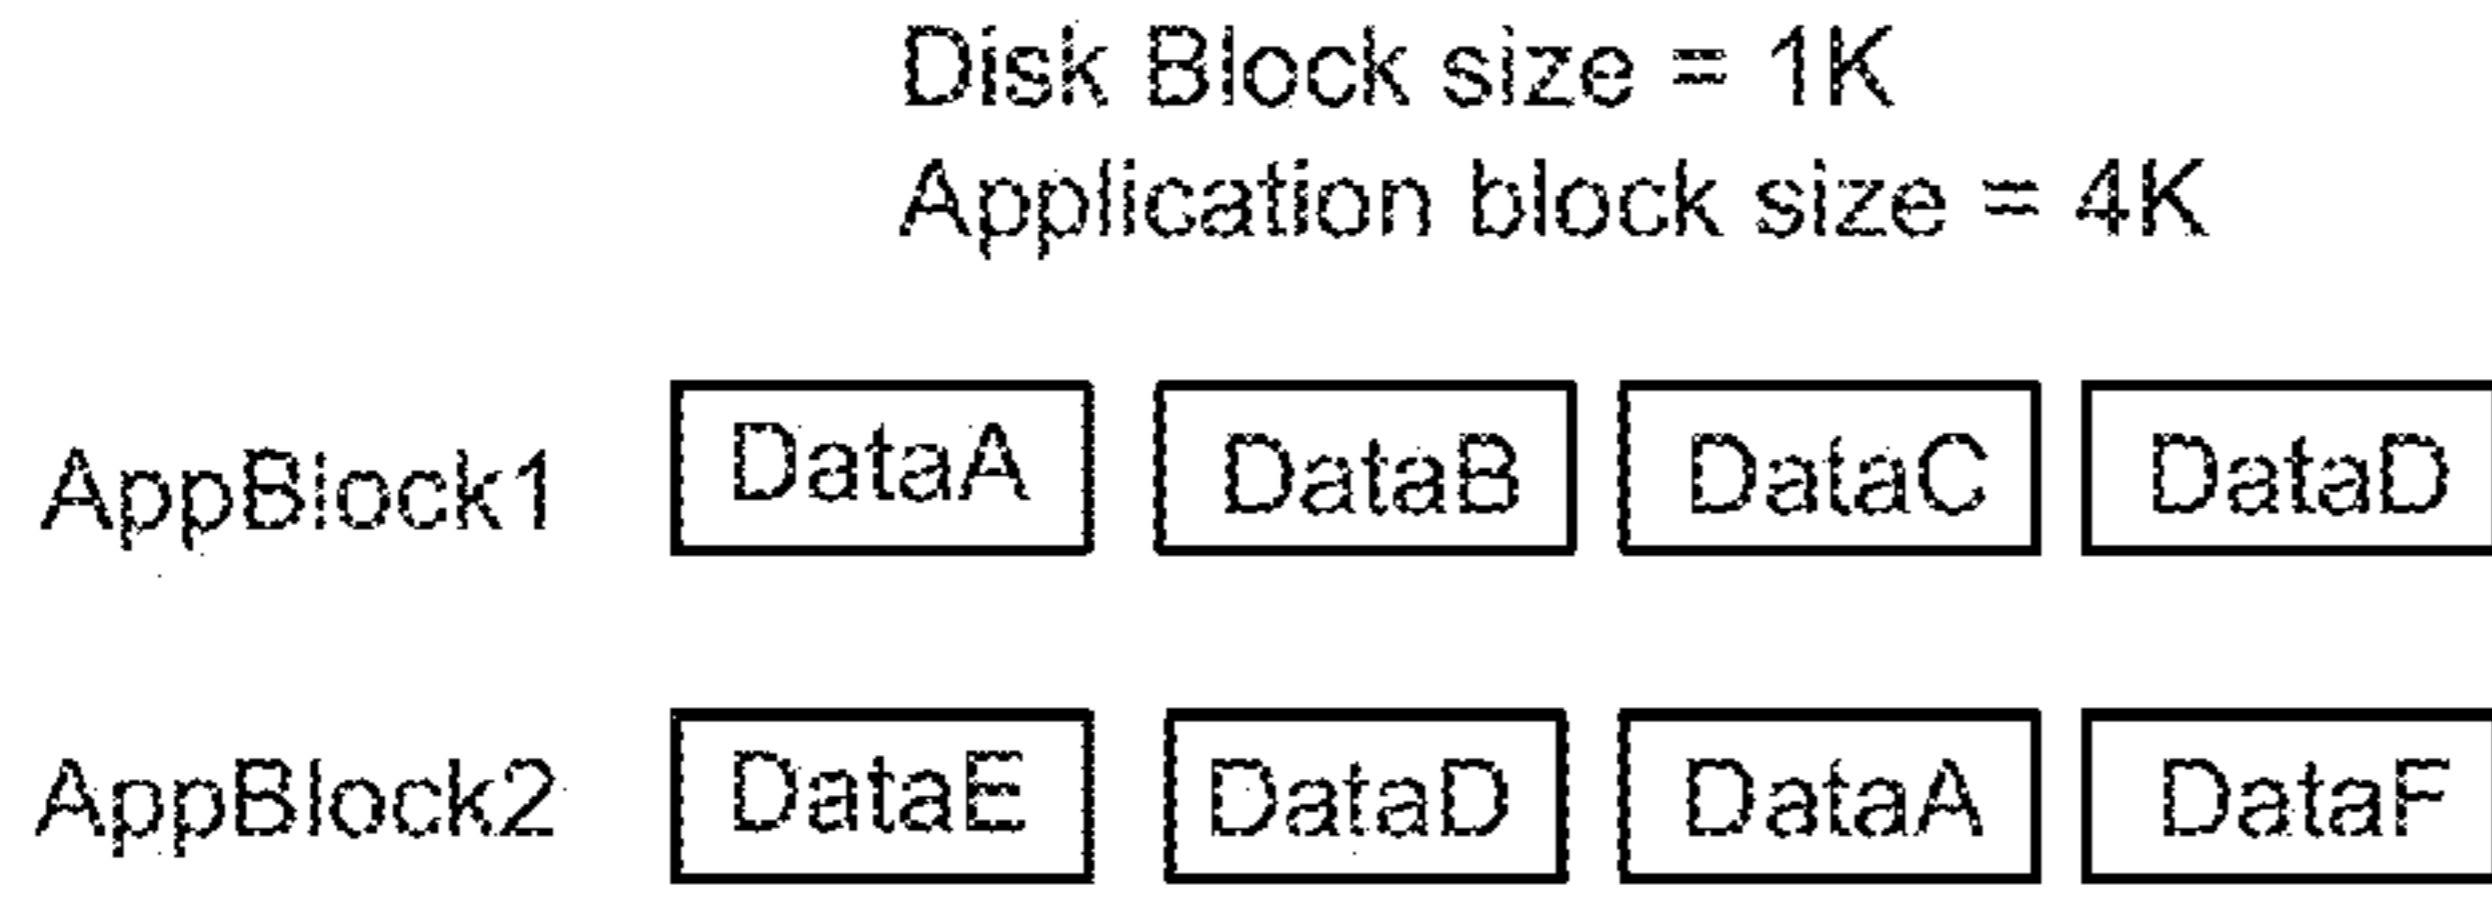 Disk Block size = 1K
Application block size = 4K
AppBlock1 DataA DataB DataC DataD
AppBlock2 DataE DataD DataA DataF